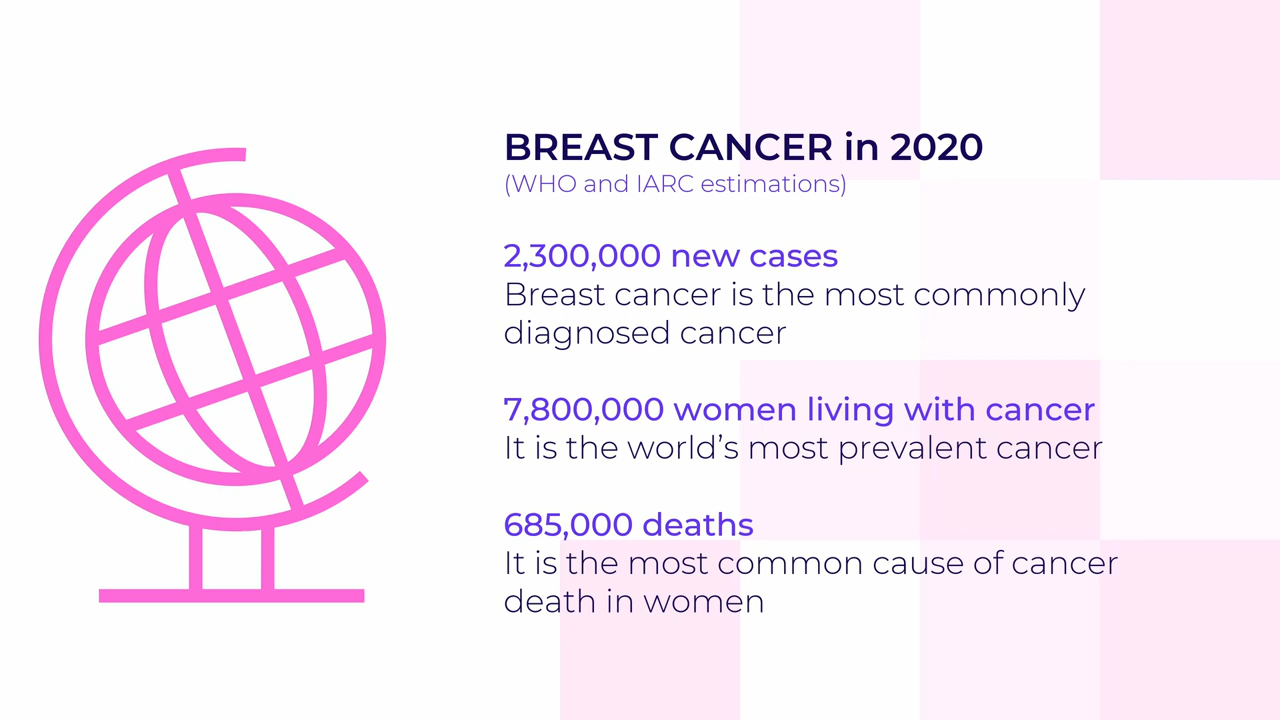 BREAST CANCER in 2020
(WHO and IARC estimations)
2,300,000 new cases
Breast cancer is the most commonly
diagnosed cancer
7,800,000 women living with cancer
It is the world’s most prevalent cancer
685,000 deaths
It is the most common cause of cancer
death in women